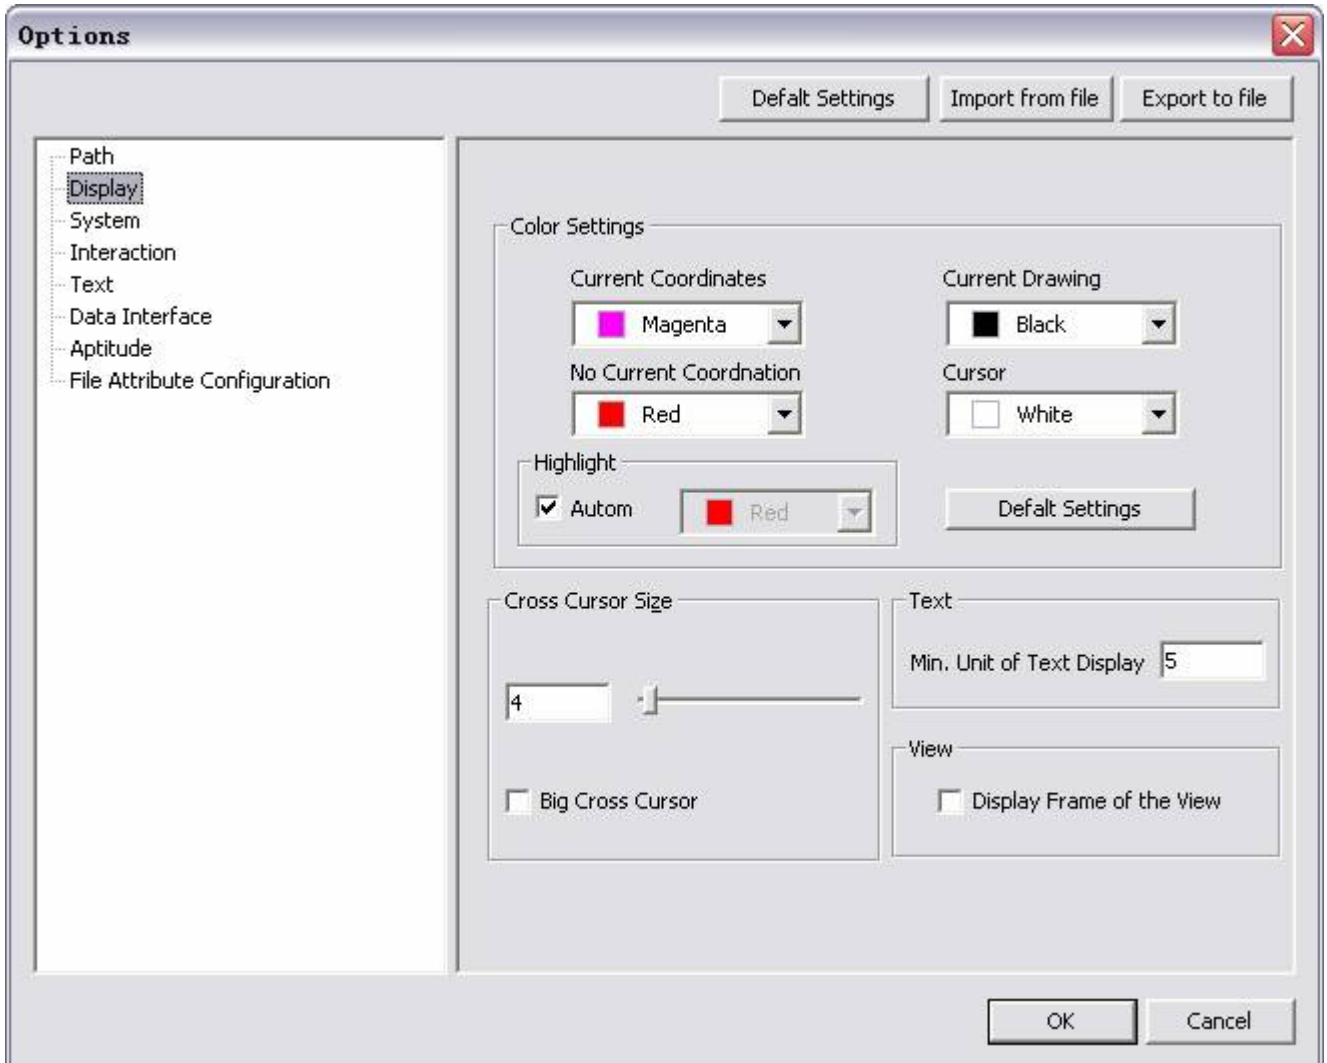 Options
Defalt Settings
Import from file
Export to file
Path
Display
System
Interaction
Text
Data Interface
Aptitude
File Attribute Configuration
Color Settings
Current Coordinates
Current Drawing
Magenta
Black
No Current Coordnation
Cursor
Red
White
Highlight
Autom
Red
Defalt Settings
Cross Cursor Size
4
Big Cross Cursor
Text
Min. Unit of Text Display 5
View
Display Frame of the View
OK
Cancel